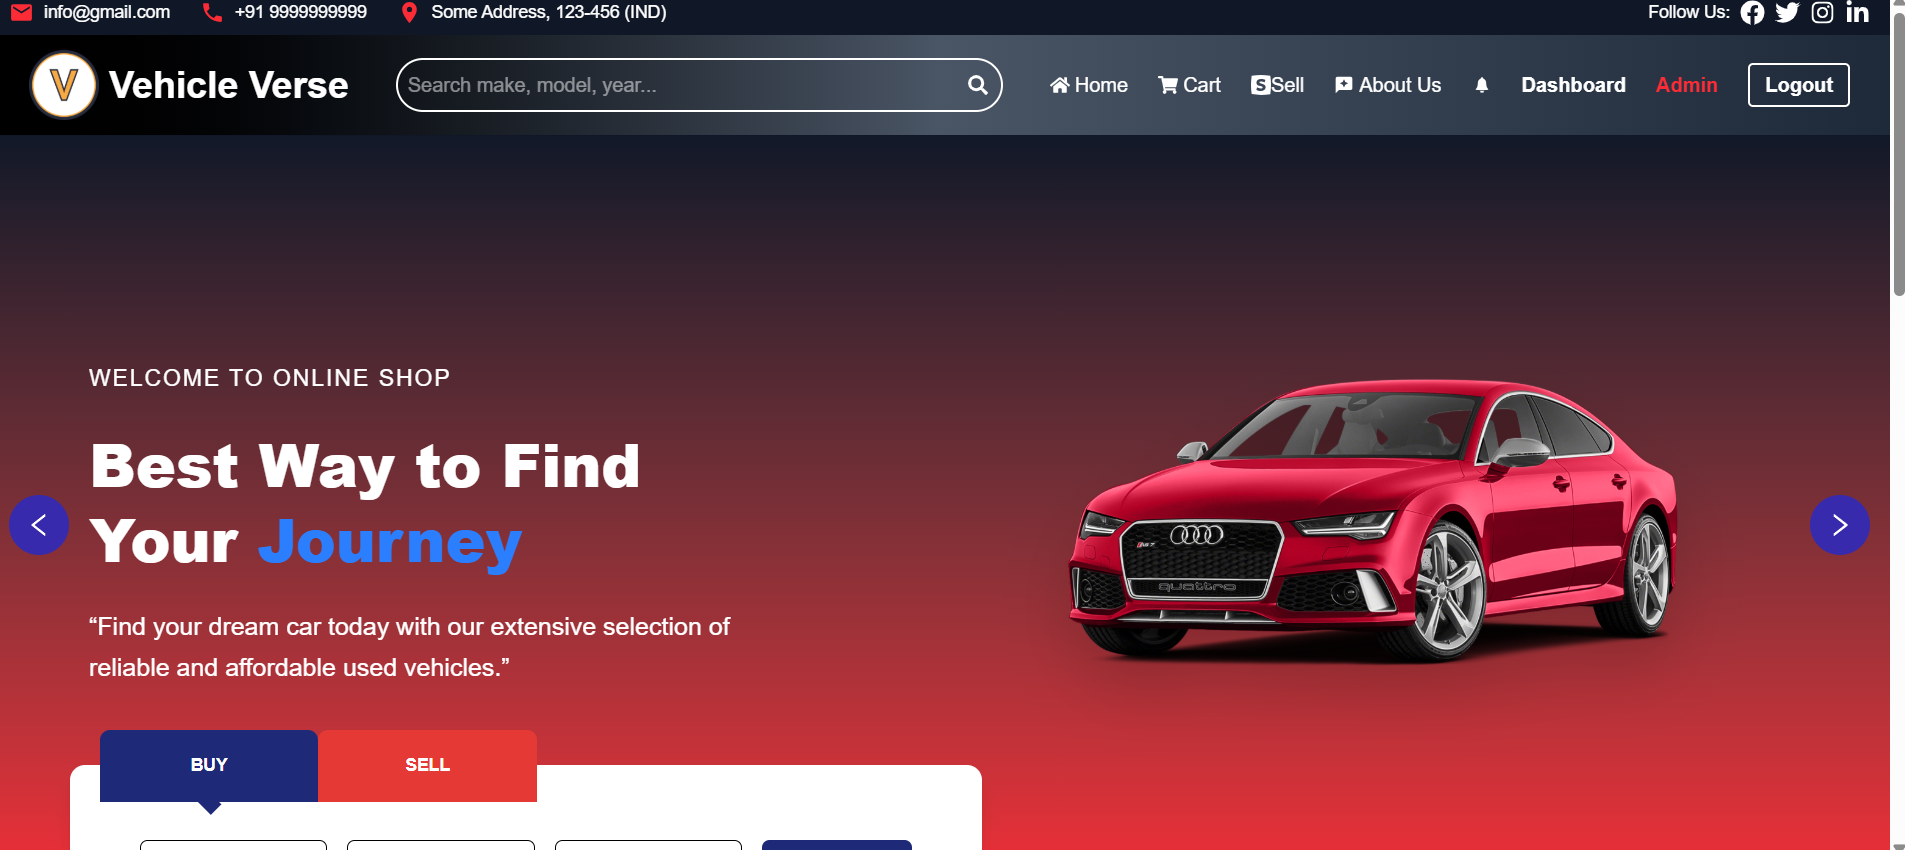 info@gmail.com
+91 9999999999
Some Address, 123-456 (IND)
Follow Us:
V
Vehicle Verse
Search make, model, year...
Home
Cart
S Sell
About Us
Dashboard
Admin
Logout
WELCOME TO ONLINE SHOP
Best Way to Find
Your Journey
“Find your dream car today with our extensive selection of
reliable and affordable used vehicles.”
quattro
BUY
SELL